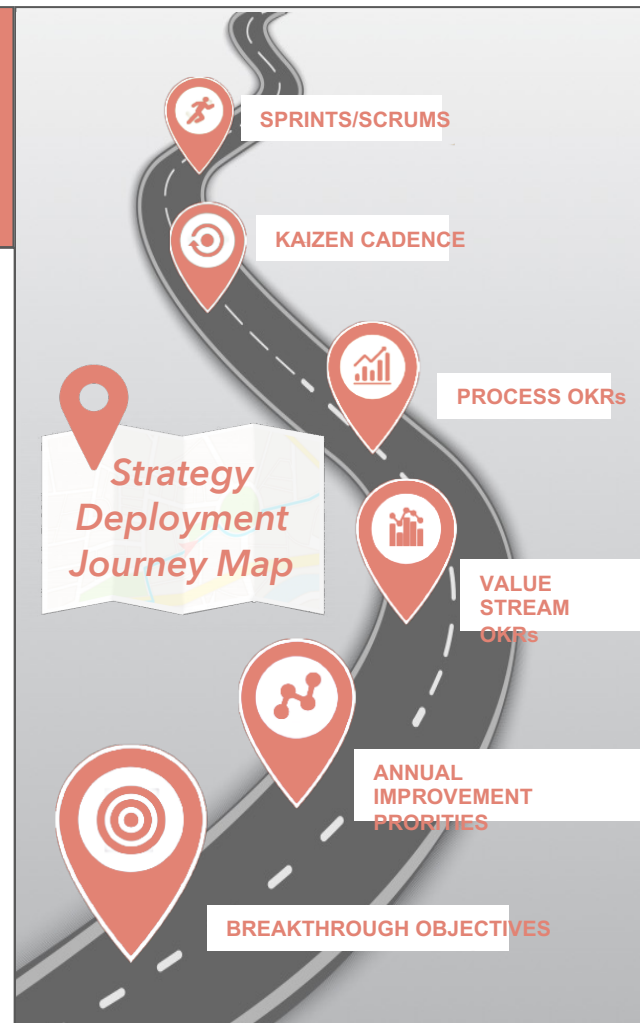 SPRINTS/SCRUMS
KAIZEN CADENCE
PROCESS OKRs
Strategy
Deployment
Journey Map
VALUE
STREAM
OKRs
ANNUAL
IMPROVEMENT
PRORITIES
BREAKTHROUGH OBJECTIVES